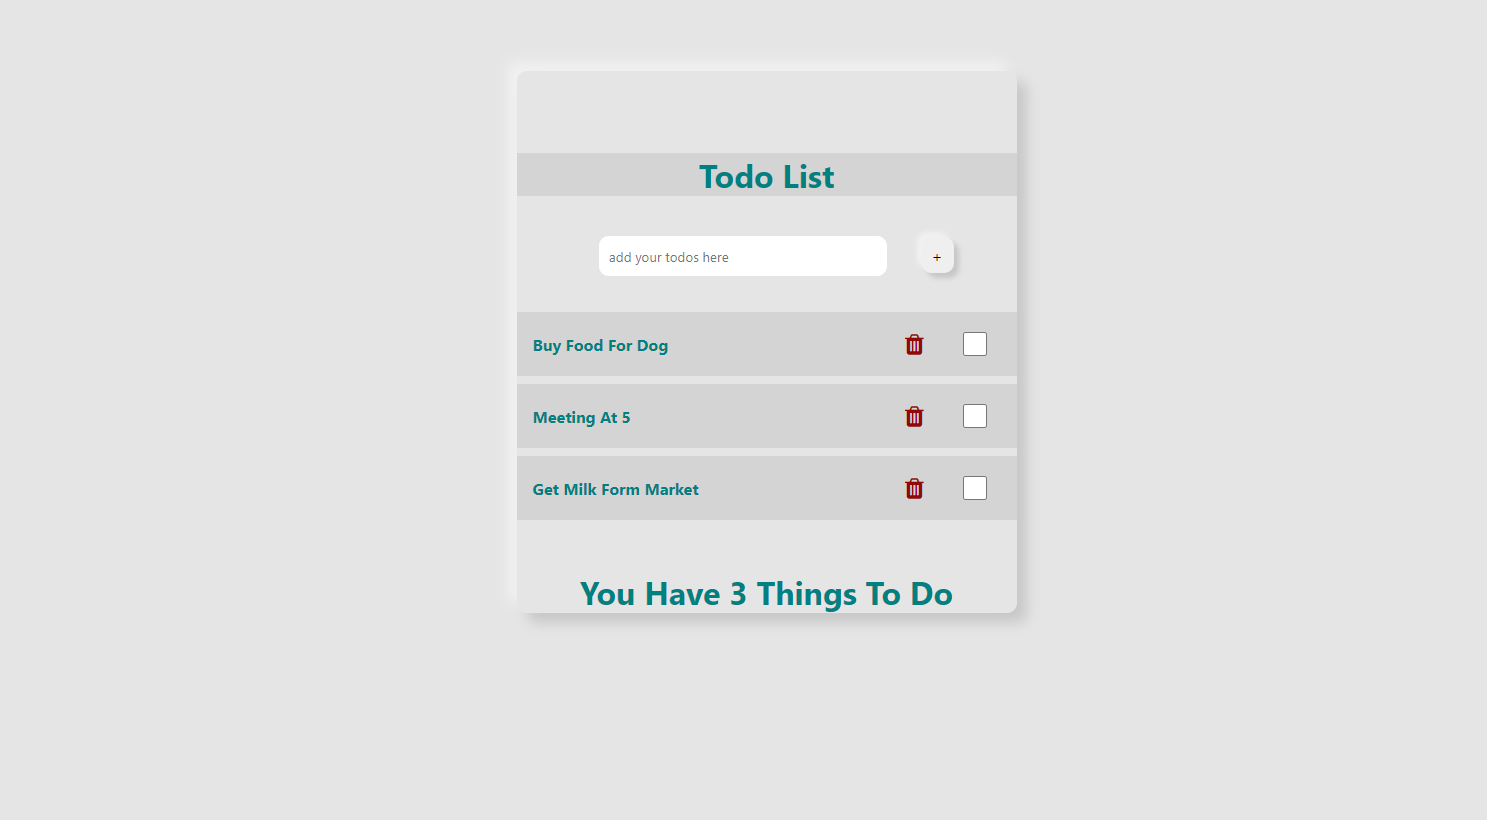 Todo List
add your todos here
+
Buy Food For Dog
Meeting At 5
Get Milk Form Market
You Have 3 Things To Do